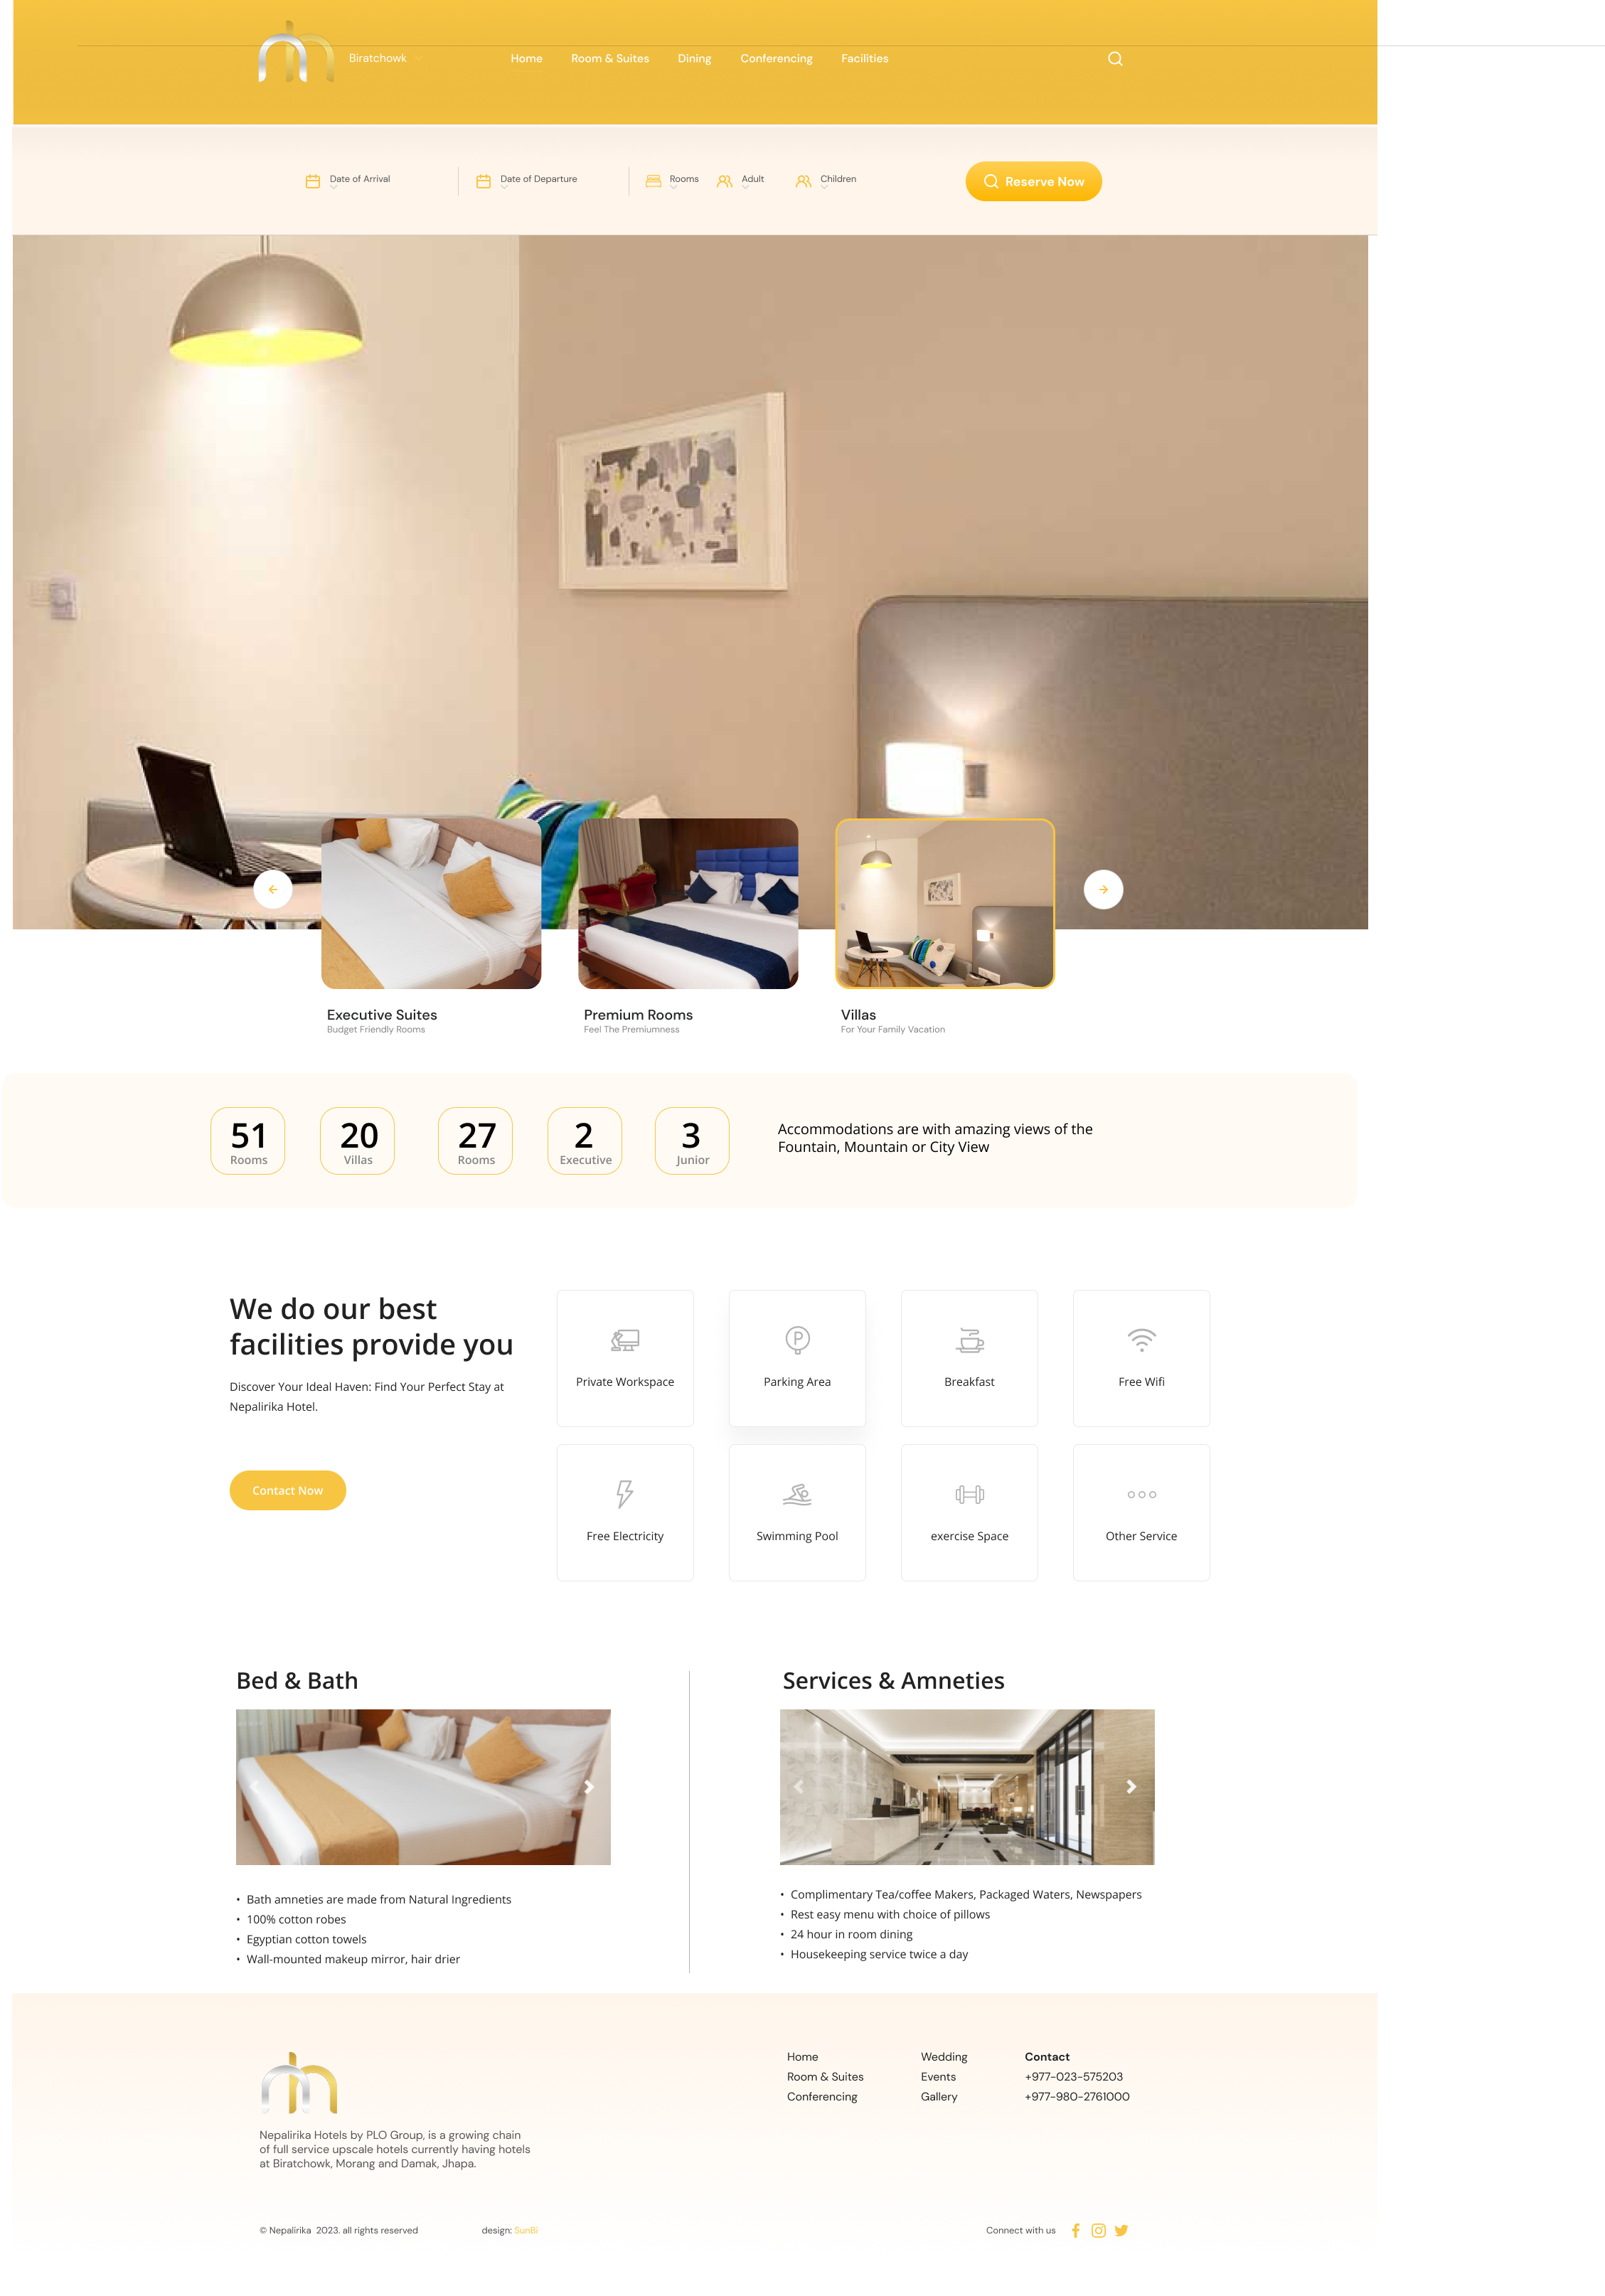 Biratchowk
Home
Room & Suites
Dining
Conferencing
Facilities
Date of Arrival
Date of Departure
Rooms
Adult
Children
Reserve Now
Executive Suites
Budget Friendly Rooms
Premium Rooms
Feel The Premiumness
Villas
For Your Family Vacation
51
Rooms
20
Villas
27
Rooms
2
Executive
3
Junior
Accommodations are with amazing views of the
Fountain, Mountain or City View
We do our best
facilities provide you
Discover Your Ideal Haven: Find Your Perfect Stay at
Nepalirika Hotel.
Contact Now
Private Workspace
Parking Area
Breakfast
Free Wifi
Free Electricity
Swimming Pool
exercise Space
Other Service
Bed & Bath
• Bath amneties are made from Natural Ingredients
• 100% cotton robes
• Egyptian cotton towels
• Wall-mounted makeup mirror, hair drier
Services & Amneties
• Complimentary Tea/coffee Makers, Packaged Waters, Newspapers
• Rest easy menu with choice of pillows
• 24 hour in room dining
• Housekeeping service twice a day
Nepalirika Hotels by PLO Group, is a growing chain
of full service upscale hotels currently having hotels
at Biratchowk, Morang and Damak, Jhapa.
Home
Room & Suites
Conferencing
Wedding
Events
Gallery
Contact
+977-023-575203
+977-980-2761000
© Nepalirika 2023. all rights reserved
design: SunBi
Connect with us